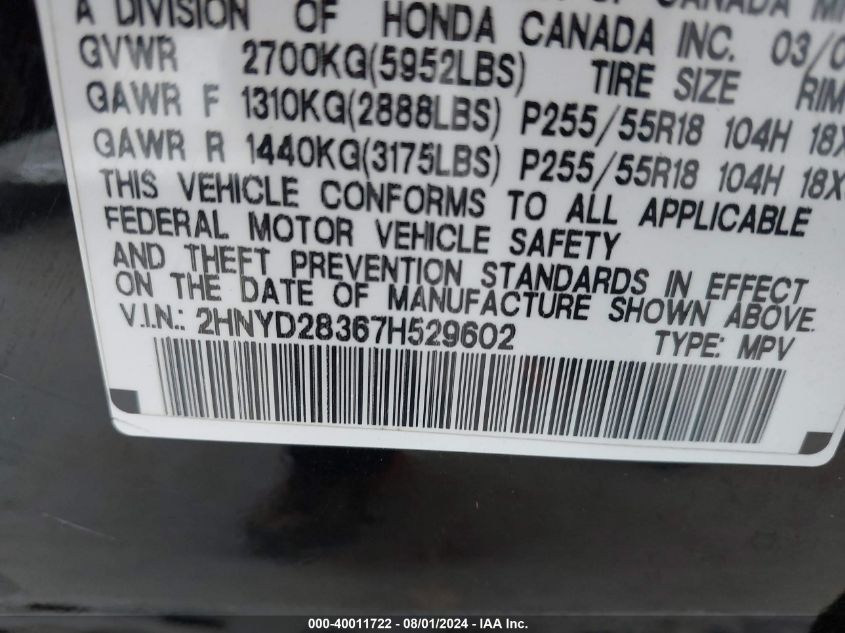 OF CANADA
A DIVISION OF HONDA CANADA INC. 03/0
GVWR 2700KG(5952LBS) TIRE SIZE RIM
GAWR F 1310KG(2888LBS) P255/55R18 104H 18X
GAWR R 1440KG(3175LBS) P255/55R18 104H 18X
THIS VEHICLE CONFORMS TO ALL APPLICABLE
FEDERAL MOTOR VEHICLE SAFETY
AND THEFT PREVENTION STANDARDS IN EFFECT
ON THE DATE OF MANUFACTURE SHOWN ABOVE.
V.I.N.: 2HNYD28367H529602 TYPE: MPV
000-40011722 - 08/01/2024 - IAA Inc.